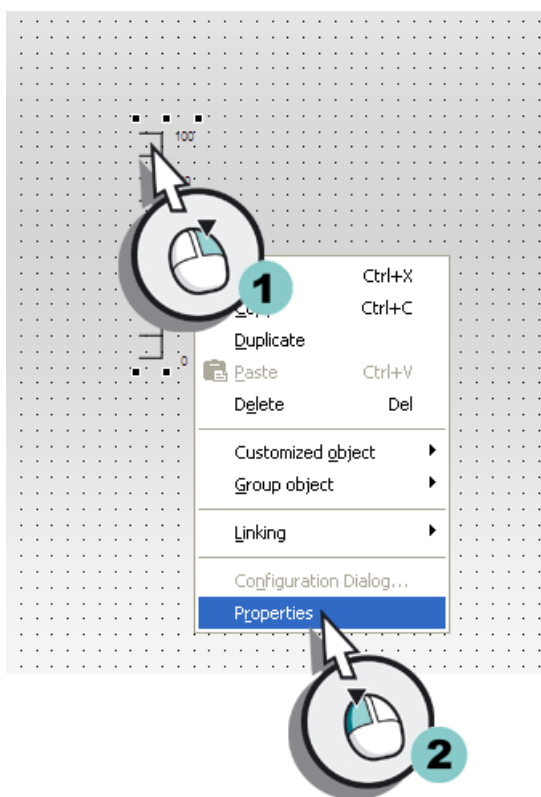 100
1
Ctrl+X
Ctrl+C
Duplicate
Paste Ctrl+V
Delete Del
0
Customized object
Group object
Linking
Configuration Dialog...
Properties
2